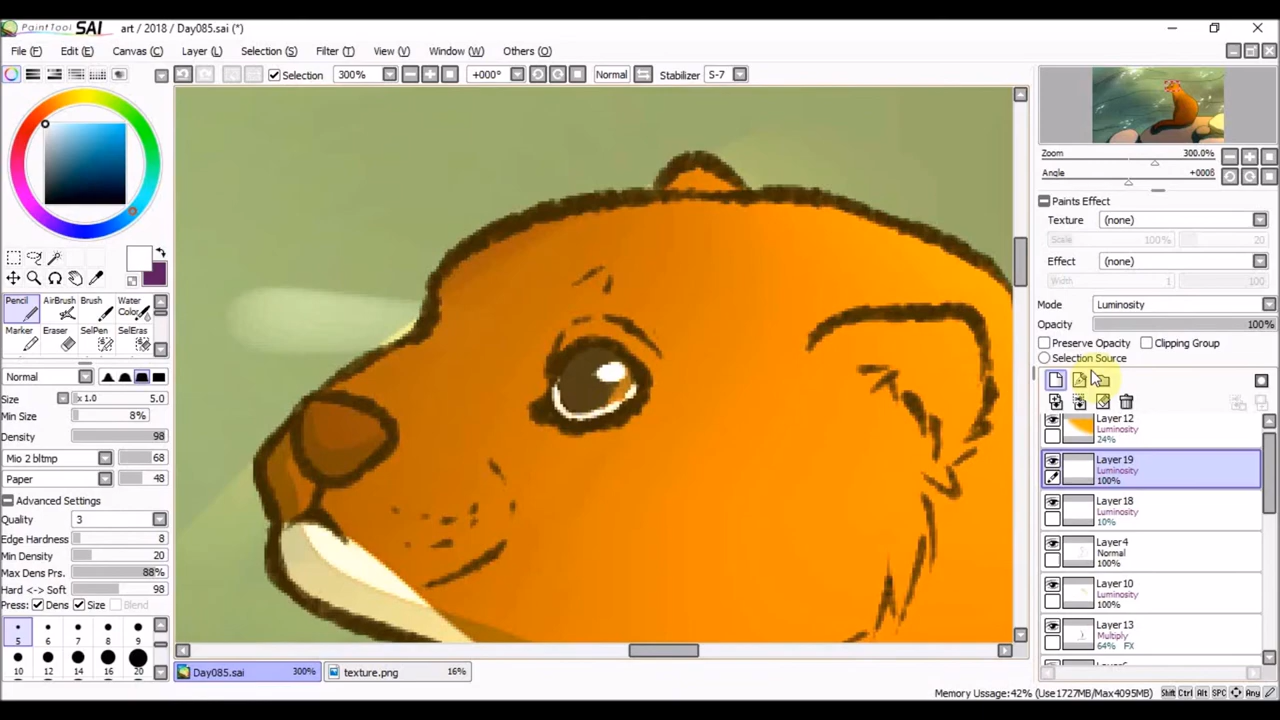 PaintTool SAI art / 2018 / Day085.sai (*)
File (F) Edit (E) Canvas (C) Layer (L) Selection (S) Filter (T) View (V) Window (W) Others (O)
Selection 300% +000° Normal Stabilizer S-7
Zoom 300.0%
Angle +0008
Paints Effect
Texture (none)
Scale 100% 20
Effect (none)
Width 1 100
Mode Luminosity
Opacity 100%
Preserve Opacity Clipping Group
Selection Source
Pencil AirBrush Brush Water Color
Marker Eraser SelPen SelEras
Normal
Size x 1.0 5.0
Min Size 8%
Density 98
Mio 2 bltmp 68
Paper 48
Advanced Settings
Quality 3
Edge Hardness 8
Min Density 20
Max Dens Prs. 88%
Hard <-> Soft 98
Press: Dens Size Blend
5 6 7 8 9
10 12 14 16 20
Layer12
Luminosity
24%
Layer19
Luminosity
100%
Layer18
Luminosity
10%
Layer4
Normal
100%
Layer10
Luminosity
100%
Layer13
Multiply
64% FX
Day085.sai 300% texture.png 16%
Memory Usage:42% (Use1727MB/Max4095MB) Shift Ctrl Alt SPC Any